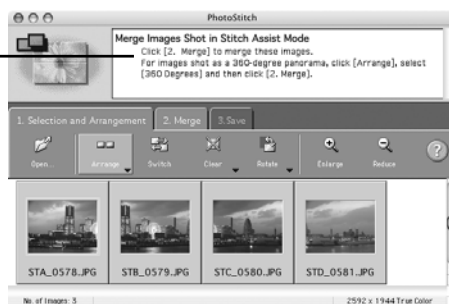 PhotoStitch
Merge Images Shot in Stitch Assist Mode
Click [2. Merge] to merge these images.
For images shot as a 360-degree panorama, click [Arrange], select
[360 Degrees] and then click [2. Merge].
1. Selection and Arrangement 2. Merge 3. Save
Open... Arrange Switch Clear Rotate Enlarge Reduce ?
STA_0578.JPG STB_0579.JPG STC_0580.JPG STD_0581.JPG
No. of Images: 3 2592 x 1944 True Color